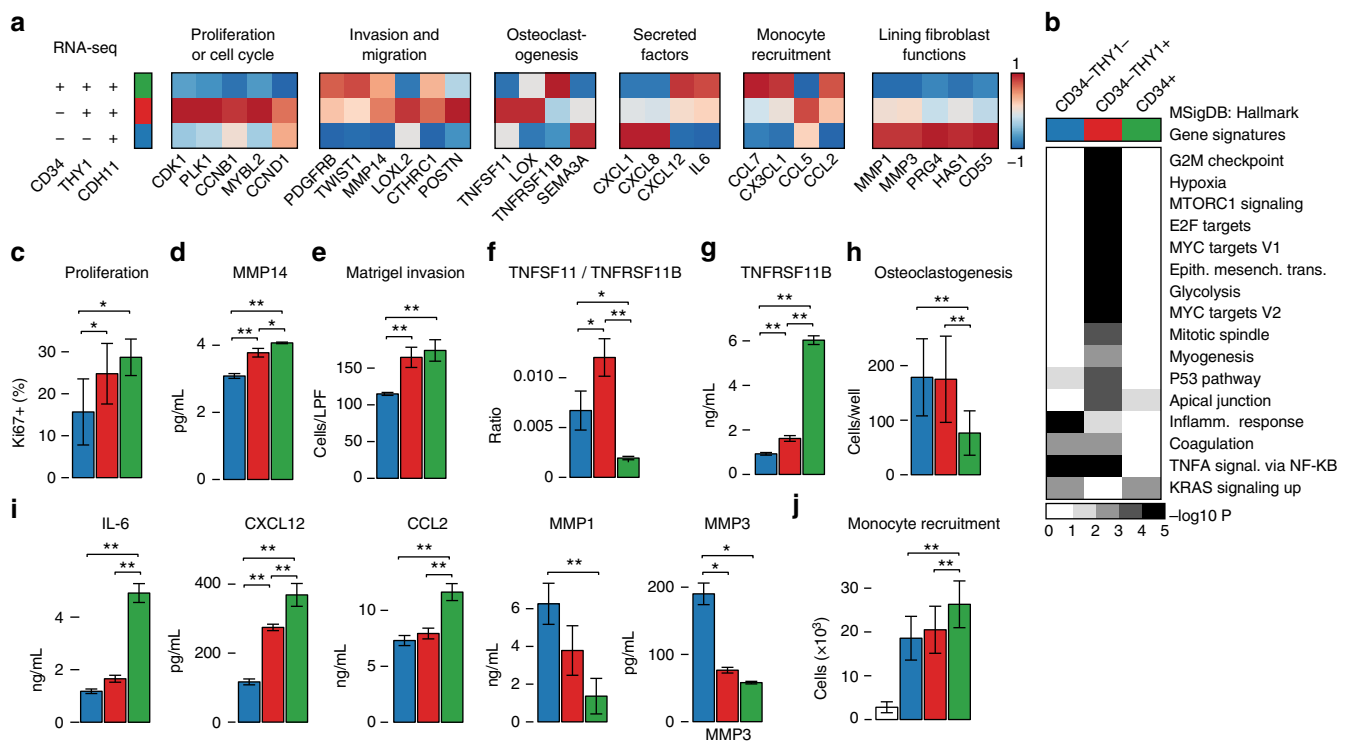 a
RNA-seq
Proliferation
or cell cycle
Invasion and
migration
Osteoclast-
ogenesis
Secreted
factors
Monocyte
recruitment
Lining fibroblast
functions
1
−1
+ + +
− + +
− − +
CD34
THY1
CDH11
CDK1
PLK1
CCNB1
MYBL2
CCND1
PDGFRB
TWIST1
MMP14
LOXL2
CTHRC1
POSTN
TNFSF11
LOX
TNFRSF11B
SEMA3A
CXCL1
CXCL8
CXCL12
IL6
CCL7
CX3CL1
CCL5
CCL2
MMP1
MMP3
PRG4
HAS1
CD55
b
CD34–THY1–
CD34–THY1+
CD34+
MSigDB: Hallmark
Gene signatures
G2M checkpoint
Hypoxia
MTORC1 signaling
E2F targets
MYC targets V1
Epith. mesench. trans.
Glycolysis
MYC targets V2
Mitotic spindle
Myogenesis
P53 pathway
Apical junction
Inflamm. response
Coagulation
TNFA signal. via NF-KB
KRAS signaling up
–log10 P
0 1 2 3 4 5
c
Proliferation
*
*
30
20
10
0
Ki67+ (%)
d
MMP14
**
** *
4
2
0
pg/mL
e
Matrigel invasion
**
**
200
150
100
50
0
Cells/LPF
f
TNFSF11 / TNFRSF11B
*
* **
0.010
0.005
Ratio
g
TNFRSF11B
**
** **
6
4
2
0
ng/mL
h
Osteoclastogenesis
**
**
200
100
0
Cells/well
i
IL-6
**
**
4
2
0
ng/mL
CXCL12
**
** **
400
200
0
pg/mL
CCL2
**
**
10
5
0
ng/mL
MMP1
**
6
4
2
0
ng/mL
MMP3
*
*
200
100
0
pg/mL
MMP3
j
Monocyte recruitment
**
**
30
20
10
0
Cells (×10³)